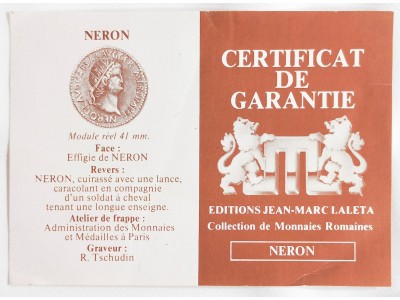 NERON
Module réel 41 mm.
Face :
Effigie de NERON
Revers :
NERON, cuirassé avec une lance,
caracolant en compagnie
d'un soldat à cheval
tenant une longue enseigne.
Atelier de frappe :
Administration des Monnaies
et Médailles à Paris
Graveur :
R. Tschudin
CERTIFICAT
DE
GARANTIE
EDITIONS JEAN-MARC LALETA
Collection de Monnaies Romaines
NERON